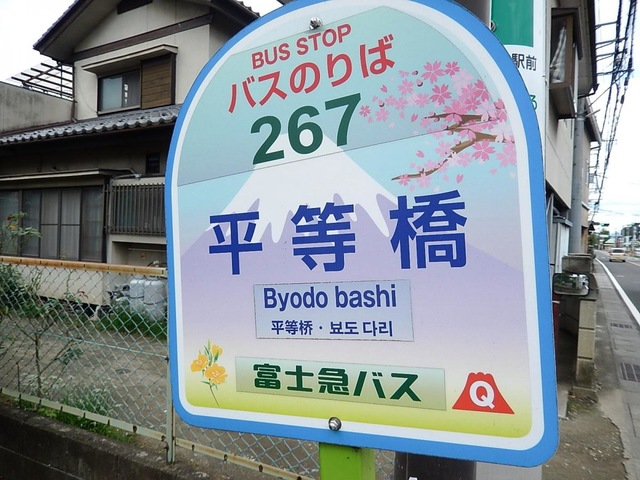 BUS STOP
バスのりば
267
平等橋
Byodo bashi
平等桥・뵤도 다리
富士急バス
Q
駅前